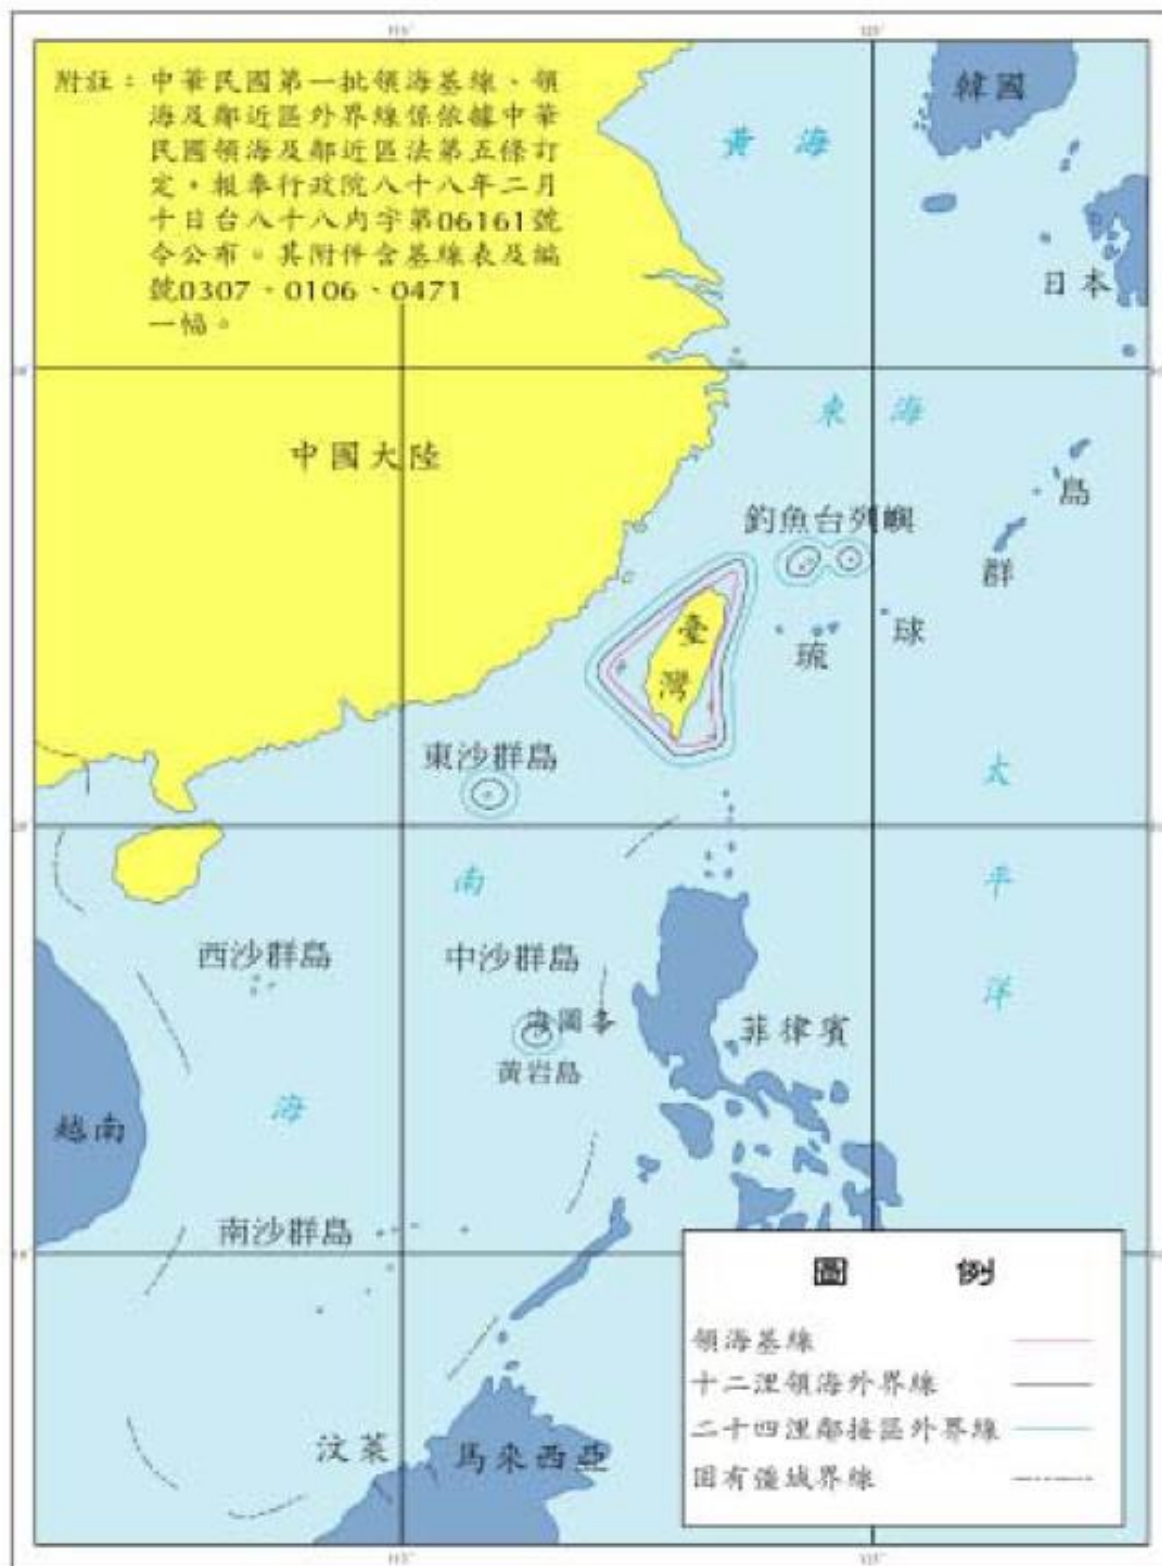 附註：中華民國第一批領海基線、領
海及鄰近區外界線係依據中華
民國領海及鄰近區法第五條訂
定，報奉行政院八十八年二月
十日台八十八內字第06161號
令公布。其附件含基線表及編
號0307、0106、0471
一幅。
韓國
黃海
日本
中國大陸
東海
釣魚台列嶼
琉球群島
臺灣
東沙群島
太平洋
南海
西沙群島
中沙群島
黃岩島
菲律賓
越南
南沙群島
汶萊
馬來西亞
圖例
領海基線
十二浬領海外界線
二十四浬鄰接區外界線
固有疆域界線